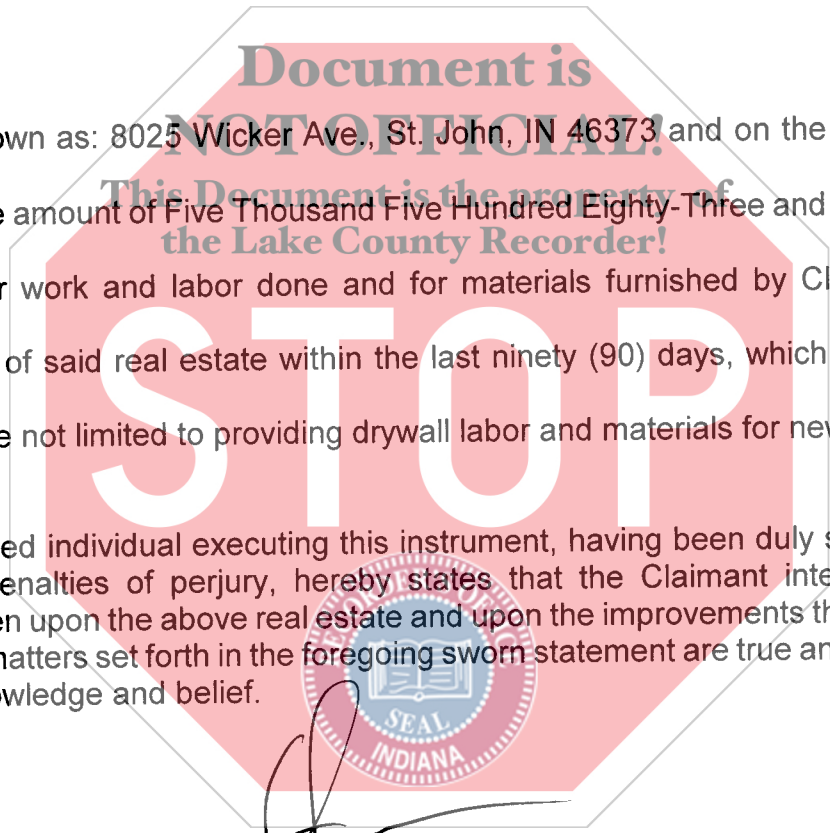 Document is
NOT OFFICIAL!
own as: 8025 Wicker Ave., St. John, IN 46373 and on the
This Document is the property of
e amount of Five Thousand Five Hundred Eighty-Three and
the Lake County Recorder!
r work and labor done and for materials furnished by Cl
STOP
of said real estate within the last ninety (90) days, which
e not limited to providing drywall labor and materials for new
ed individual executing this instrument, having been duly s
enalties of perjury, hereby states that the Claimant inte
en upon the above real estate and upon the improvements th
natters set forth in the foregoing sworn statement are true an
owledge and belief.
SEAL
INDIANA